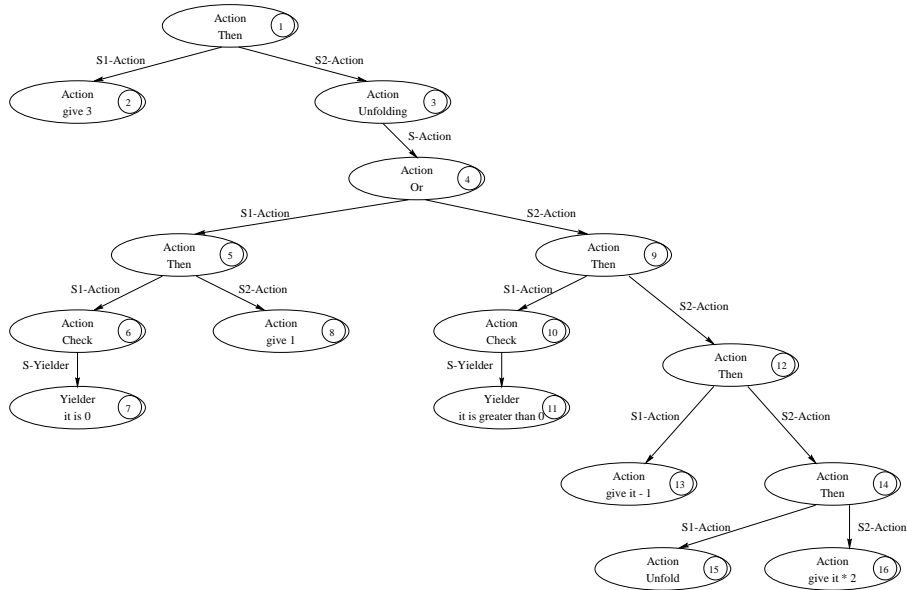 Action
Then
1
S1-Action
S2-Action
Action
give 3
2
Action
Unfolding
3
S-Action
Action
Or
4
S1-Action
S2-Action
Action
Then
5
Action
Then
9
S1-Action
S2-Action
S1-Action
S2-Action
Action
Check
6
Action
give 1
8
Action
Check
10
S-Yielder
S-Yielder
Action
Then
12
Yielder
it is 0
7
Yielder
it is greater than 0
11
S1-Action
S2-Action
Action
give it - 1
13
Action
Then
14
S1-Action
S2-Action
Action
Unfold
15
Action
give it * 2
16